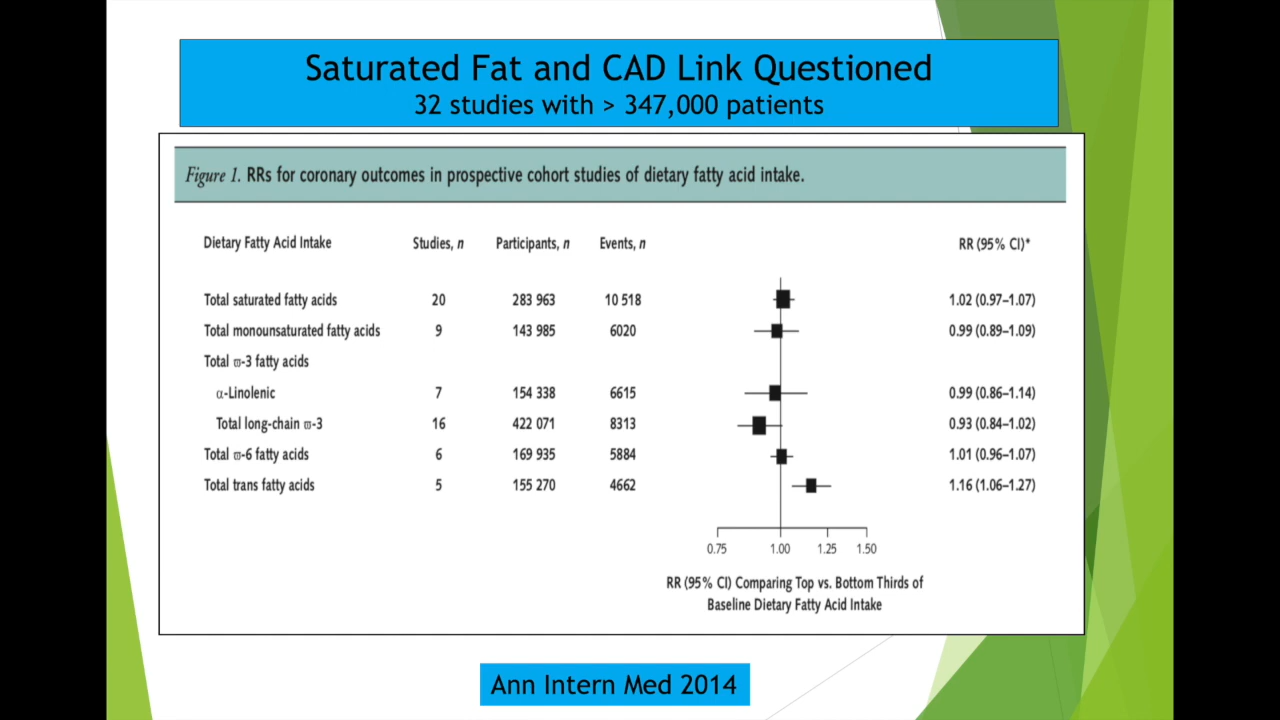 Saturated Fat and CAD Link Questioned
32 studies with > 347,000 patients
Figure 1. RRs for coronary outcomes in prospective cohort studies of dietary fatty acid intake.
Dietary Fatty Acid Intake Studies, n Participants, n Events, n RR (95% CI)*
Total saturated fatty acids 20 283 963 10 518 1.02 (0.97–1.07)
Total monounsaturated fatty acids 9 143 985 6020 0.99 (0.89–1.09)
Total ϖ-3 fatty acids
α-Linolenic 7 154 338 6615 0.99 (0.86–1.14)
Total long-chain ϖ-3 16 422 071 8313 0.93 (0.84–1.02)
Total ϖ-6 fatty acids 6 169 935 5884 1.01 (0.96–1.07)
Total trans fatty acids 5 155 270 4662 1.16 (1.06–1.27)
0.75 1.00 1.25 1.50
RR (95% CI) Comparing Top vs. Bottom Thirds of
Baseline Dietary Fatty Acid Intake
Ann Intern Med 2014